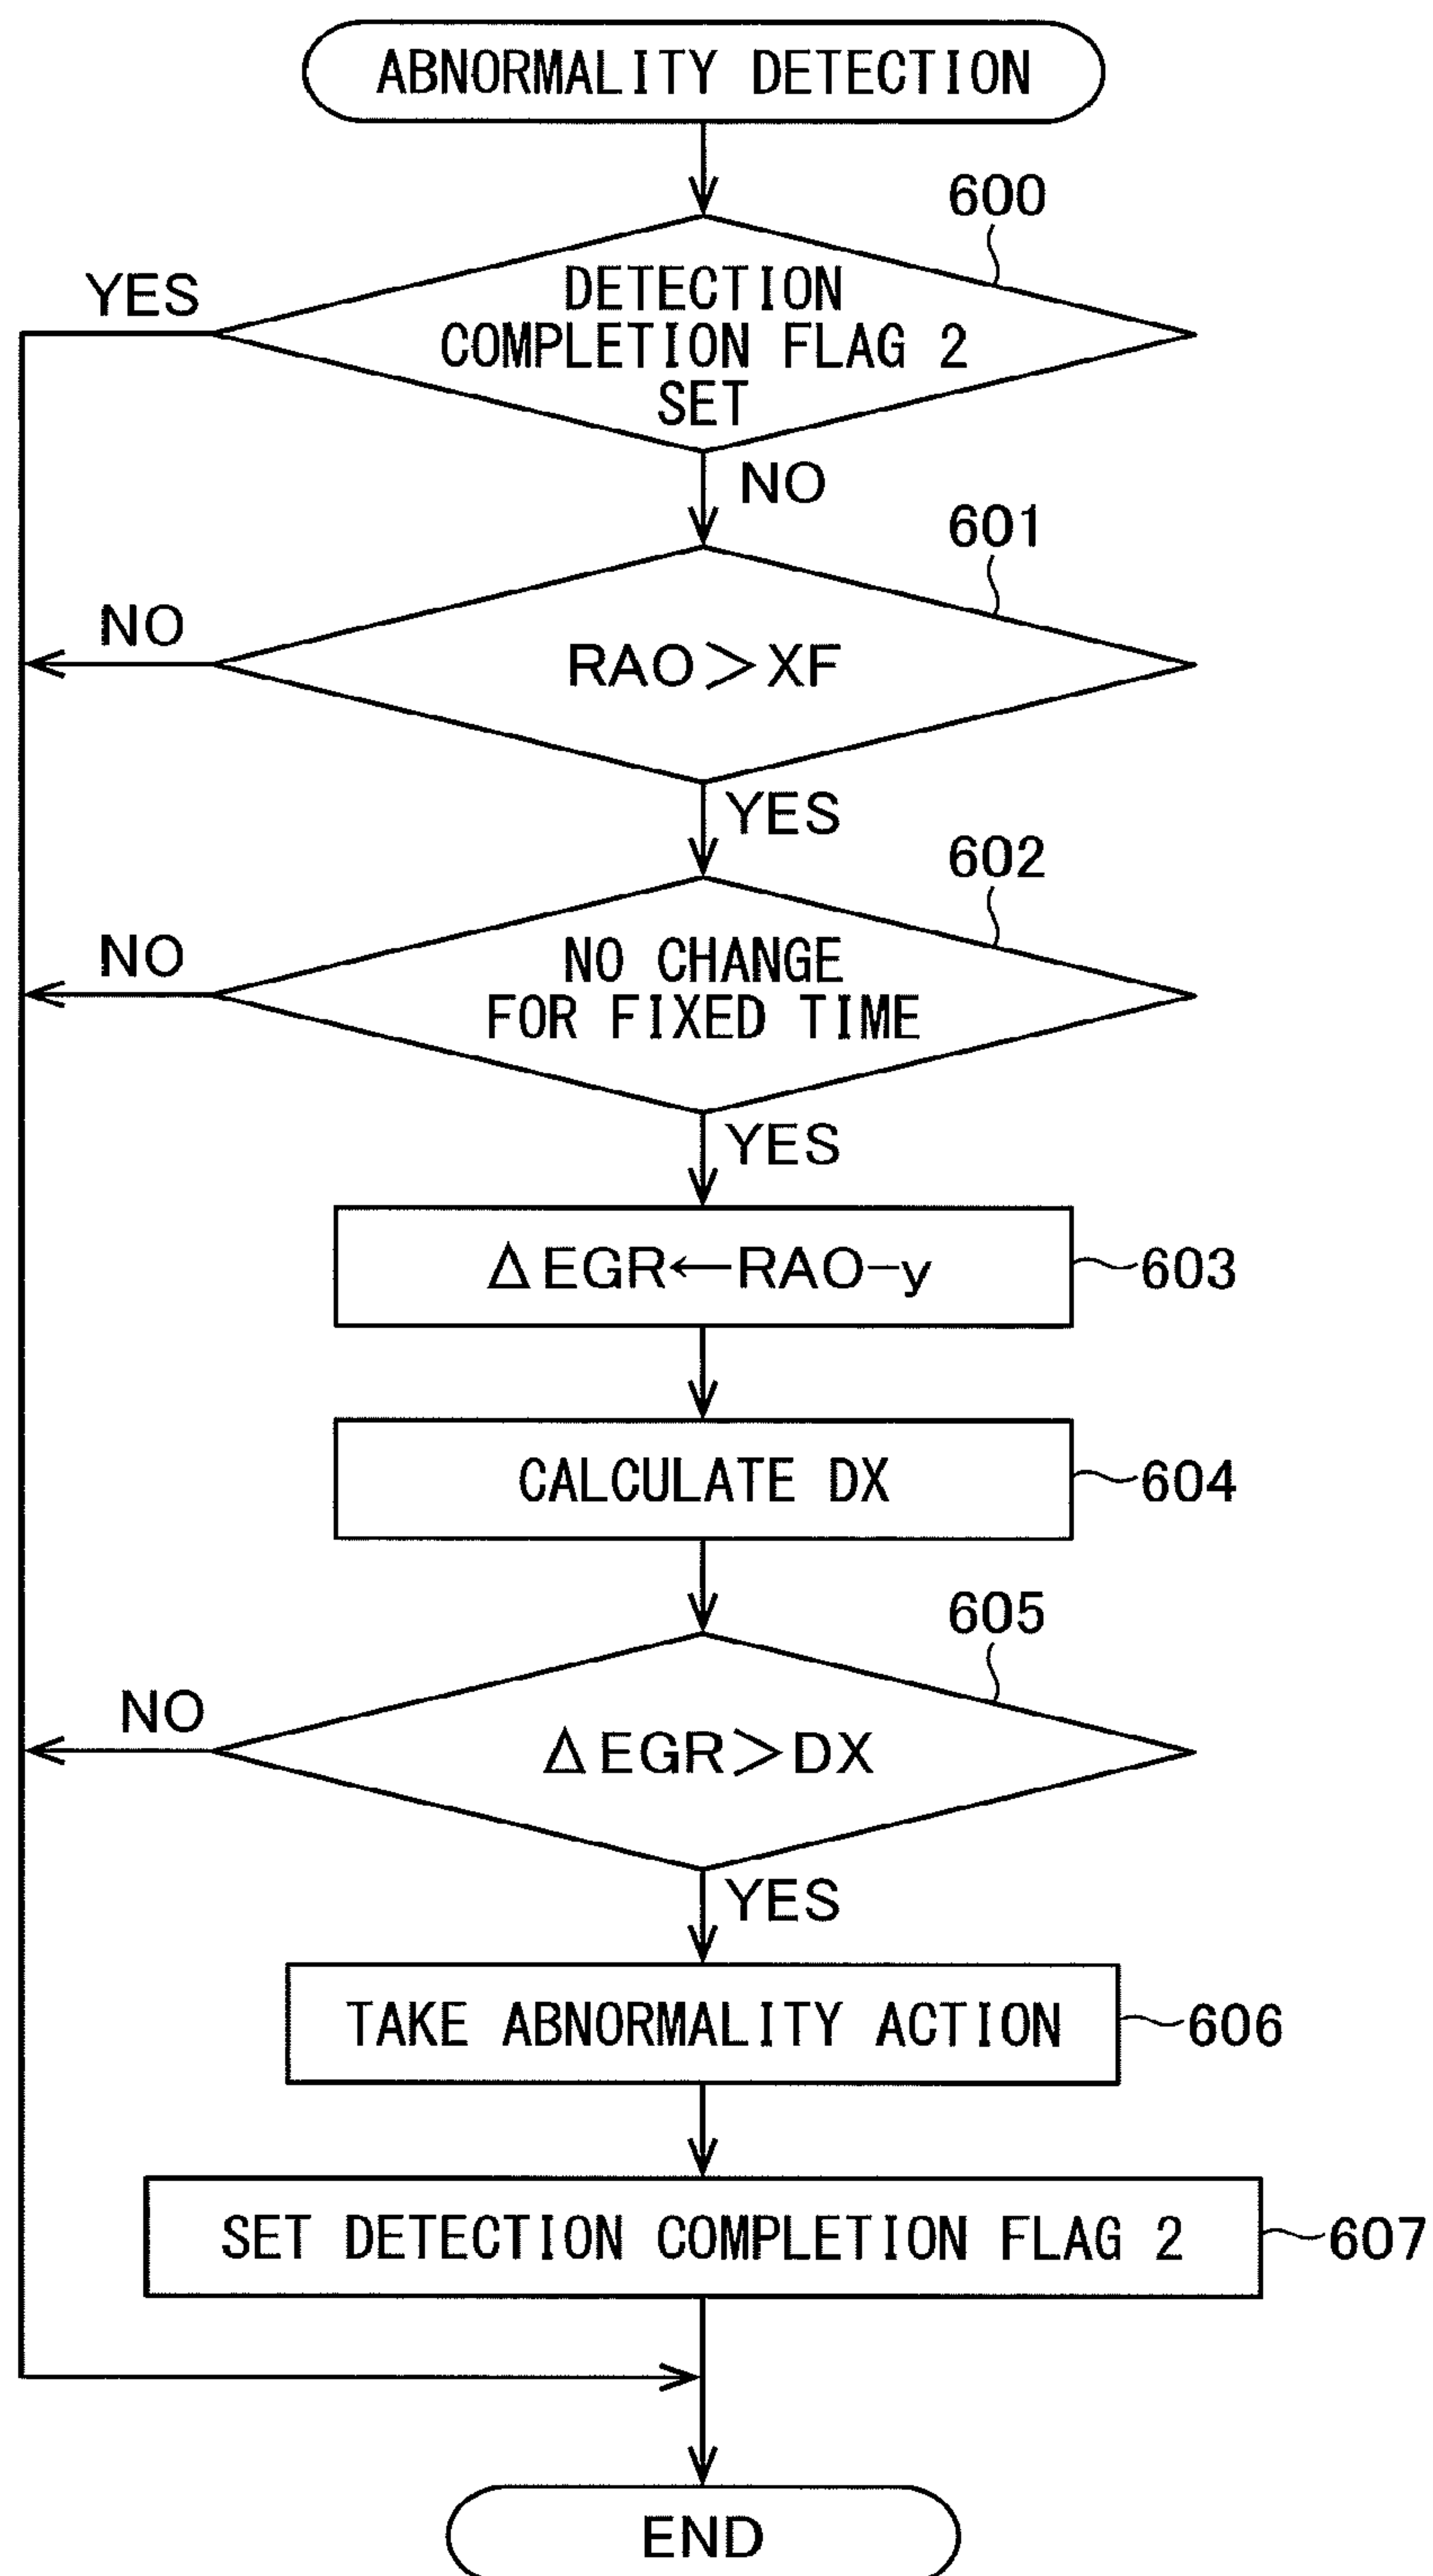 ABNORMALITY DETECTION
600
YES
DETECTION
COMPLETION FLAG 2
SET
NO
601
NO
RAO>XF
YES
602
NO
NO CHANGE
FOR FIXED TIME
YES
ΔEGR←RAO-y
603
CALCULATE DX
604
605
NO
ΔEGR>DX
YES
TAKE ABNORMALITY ACTION
606
SET DETECTION COMPLETION FLAG 2
607
END